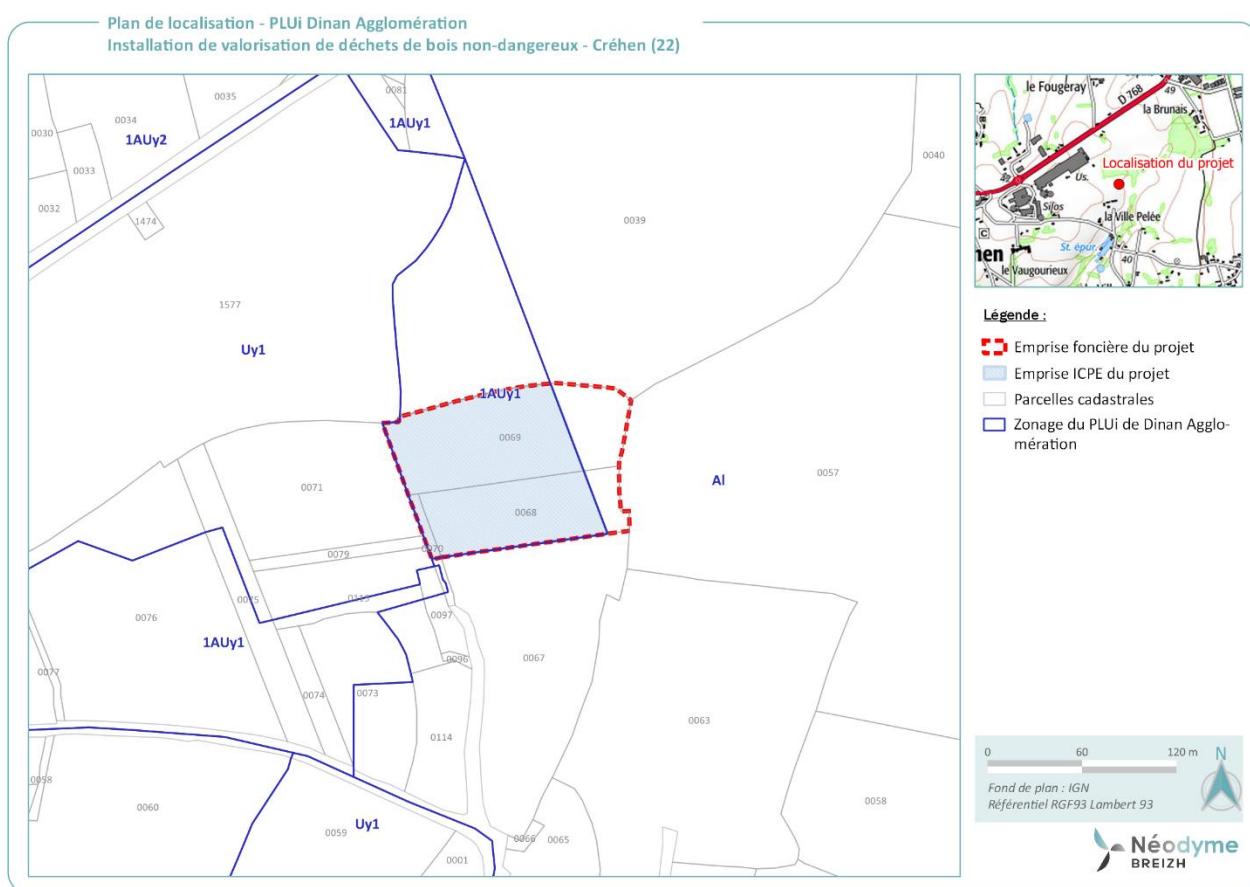 Plan de localisation - PLUi Dinan Agglomération
Installation de valorisation de déchets de bois non-dangereux - Créhen (22)
0035
0081
0034
1AUy1
0030
1AUy2
0040
0033
0032
1474
0039
1577
Uy1
1AUy1
0069
0071
Al
0057
0068
0070
0079
0075
0115
0076
0097
1AUy1
0096
0067
0077
0074
0073
0063
0114
0058
0060
0058
0059
Uy1
0066
0065
0001
le Fougeray
D 768
49
la Brunais
Localisation du projet
Us.
Silos
la Ville Pelée
C
St. épur.
hen
40
le Vaugourieux
Légende :
Emprise foncière du projet
Emprise ICPE du projet
Parcelles cadastrales
Zonage du PLUi de Dinan Agglo-
mération
0 60 120 m
N
Fond de plan : IGN
Référentiel RGF93 Lambert 93
Néodyme
BREIZH